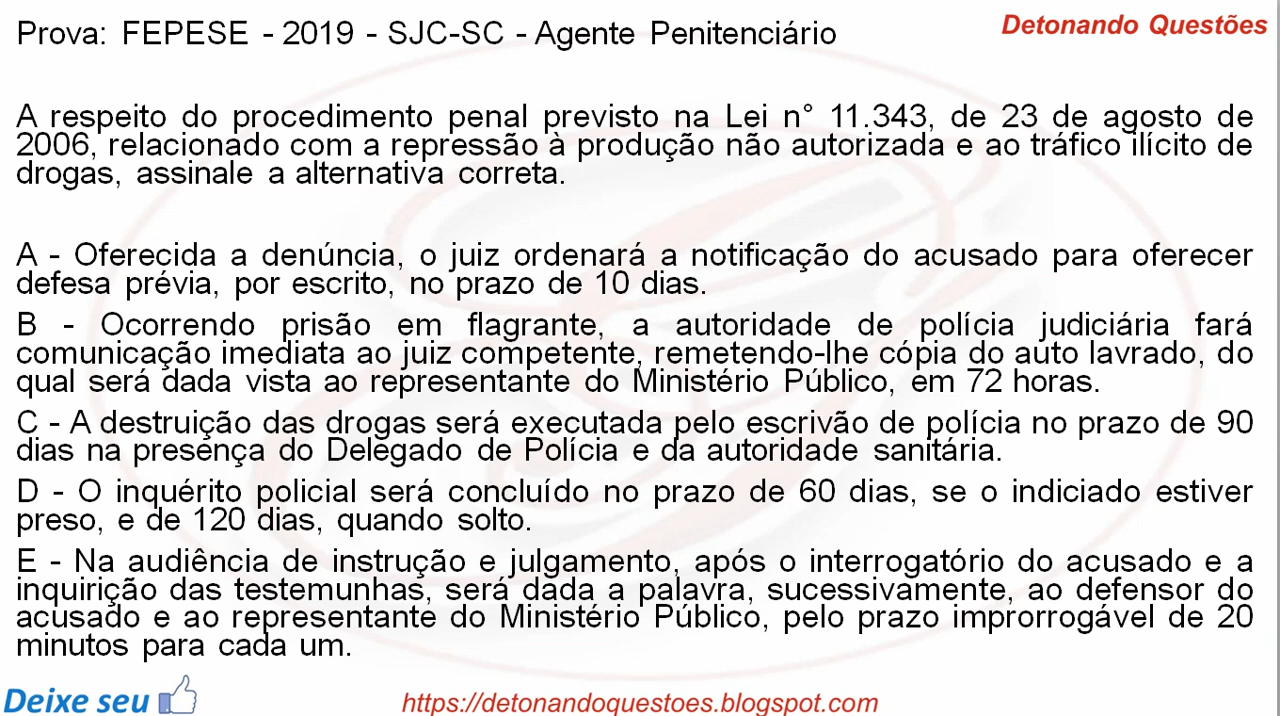 Prova: FEPESE - 2019 - SJC-SC - Agente Penitenciário
Detonando Questões
A respeito do procedimento penal previsto na Lei n° 11.343, de 23 de agosto de
2006, relacionado com a repressão à produção não autorizada e ao tráfico ilícito de
drogas, assinale a alternativa correta.
A - Oferecida a denúncia, o juiz ordenará a notificação do acusado para oferecer
defesa prévia, por escrito, no prazo de 10 dias.
B - Ocorrendo prisão em flagrante, a autoridade de polícia judiciária fará
comunicação imediata ao juiz competente, remetendo-lhe cópia do auto lavrado, do
qual será dada vista ao representante do Ministério Público, em 72 horas.
C - A destruição das drogas será executada pelo escrivão de polícia no prazo de 90
dias na presença do Delegado de Polícia e da autoridade sanitária.
D - O inquérito policial será concluído no prazo de 60 dias, se o indiciado estiver
preso, e de 120 dias, quando solto.
E - Na audiência de instrução e julgamento, após o interrogatório do acusado e a
inquirição das testemunhas, será dada a palavra, sucessivamente, ao defensor do
acusado e ao representante do Ministério Público, pelo prazo improrrogável de 20
minutos para cada um.
Deixe seu
https://detonandoquestoes.blogspot.com